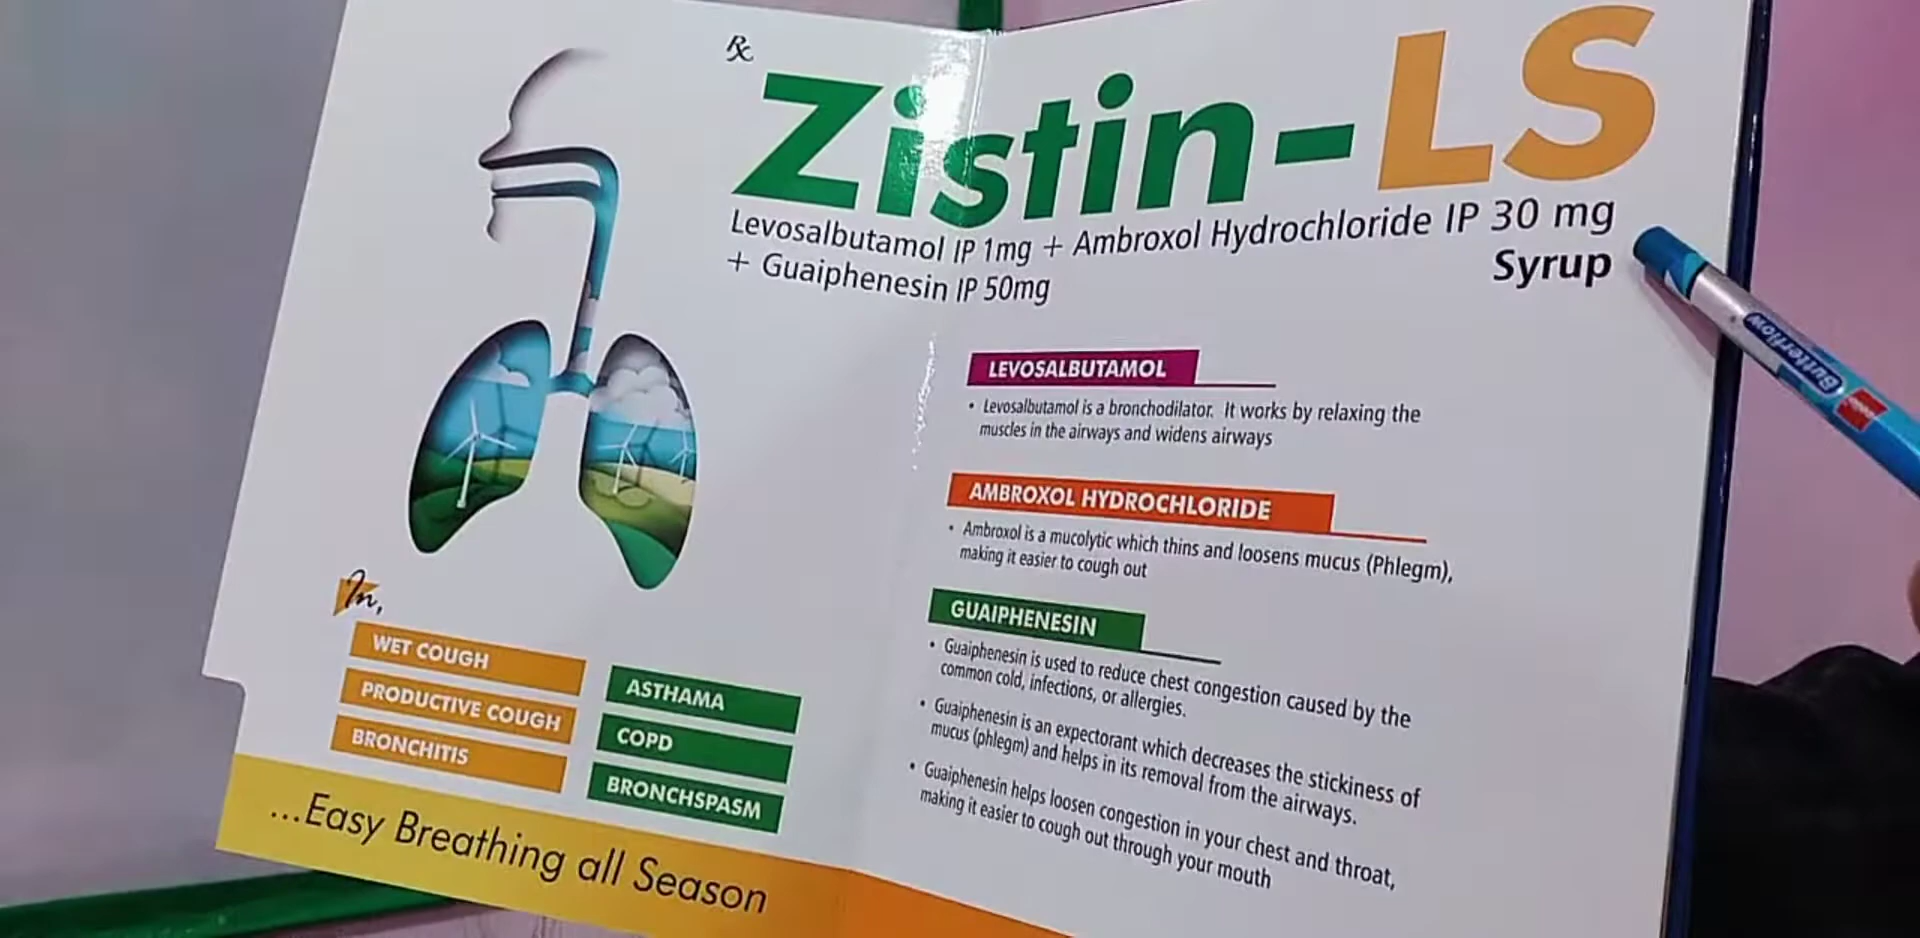 Rx
Zistin-LS
Levosalbutamol IP 1mg + Ambroxol Hydrochloride IP 30 mg
+ Guaiphenesin IP 50mg
Syrup
In,
WET COUGH
PRODUCTIVE COUGH
BRONCHITIS
ASTHAMA
COPD
BRONCHSPASM
...Easy Breathing all Season
LEVOSALBUTAMOL
• Levosalbutamol is a bronchodilator. It works by relaxing the
muscles in the airways and widens airways
AMBROXOL HYDROCHLORIDE
• Ambroxol is a mucolytic which thins and loosens mucus (Phlegm),
making it easier to cough out
GUAIPHENESIN
• Guaiphenesin is used to reduce chest congestion caused by the
common cold, infections, or allergies.
• Guaiphenesin is an expectorant which decreases the stickiness of
mucus (phlegm) and helps in its removal from the airways.
• Guaiphenesin helps loosen congestion in your chest and throat,
making it easier to cough out through your mouth
Butterflow